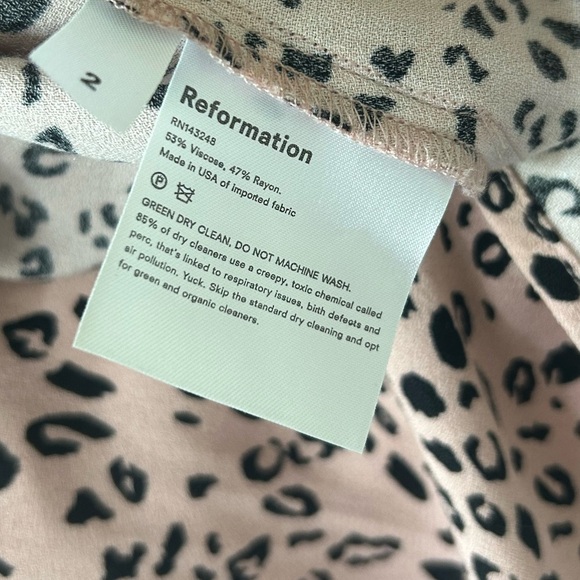 2
Reformation
RN143248
53% Viscose, 47% Rayon.
Made in USA of imported fabric
P
GREEN DRY CLEAN, DO NOT MACHINE WASH.
85% of dry cleaners use a creepy, toxic chemical called
perc, that's linked to respiratory issues, birth defects and
air pollution. Yuck. Skip the standard dry cleaning and opt
for green and organic cleaners.